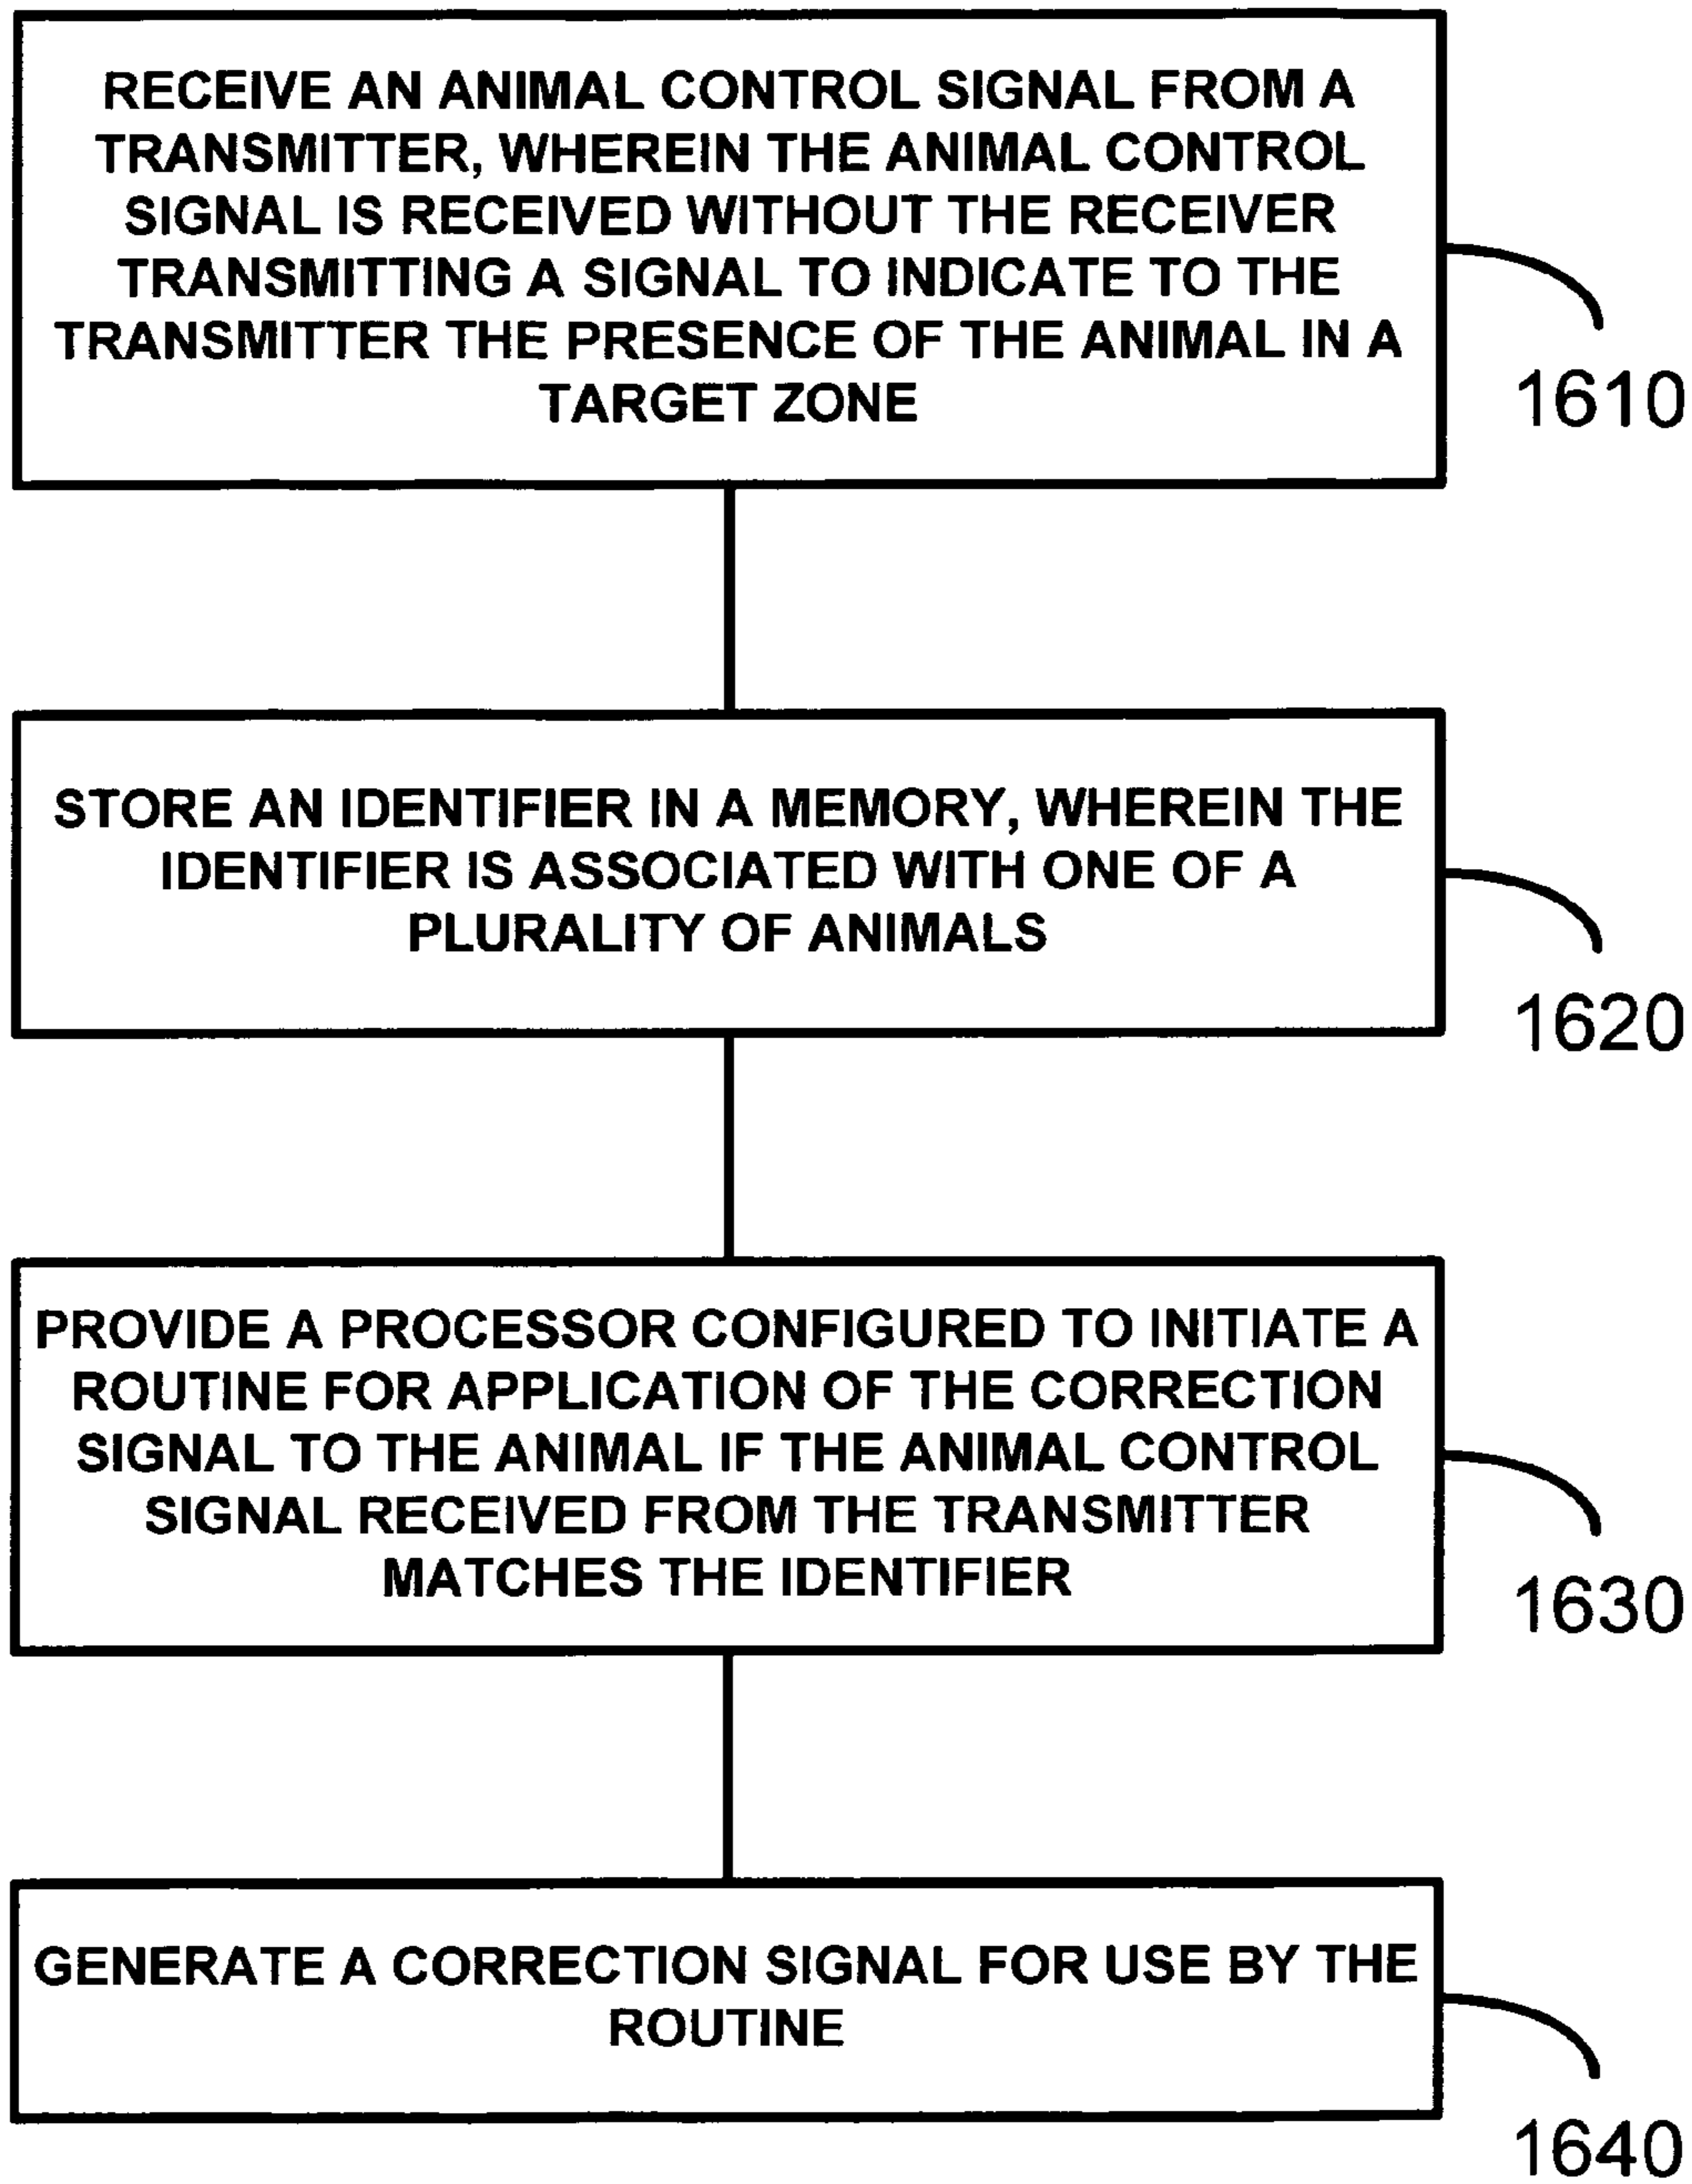 RECEIVE AN ANIMAL CONTROL SIGNAL FROM A
TRANSMITTER, WHEREIN THE ANIMAL CONTROL
SIGNAL IS RECEIVED WITHOUT THE RECEIVER
TRANSMITTING A SIGNAL TO INDICATE TO THE
TRANSMITTER THE PRESENCE OF THE ANIMAL IN A
TARGET ZONE
1610
STORE AN IDENTIFIER IN A MEMORY, WHEREIN THE
IDENTIFIER IS ASSOCIATED WITH ONE OF A
PLURALITY OF ANIMALS
1620
PROVIDE A PROCESSOR CONFIGURED TO INITIATE A
ROUTINE FOR APPLICATION OF THE CORRECTION
SIGNAL TO THE ANIMAL IF THE ANIMAL CONTROL
SIGNAL RECEIVED FROM THE TRANSMITTER
MATCHES THE IDENTIFIER
1630
GENERATE A CORRECTION SIGNAL FOR USE BY THE
ROUTINE
1640